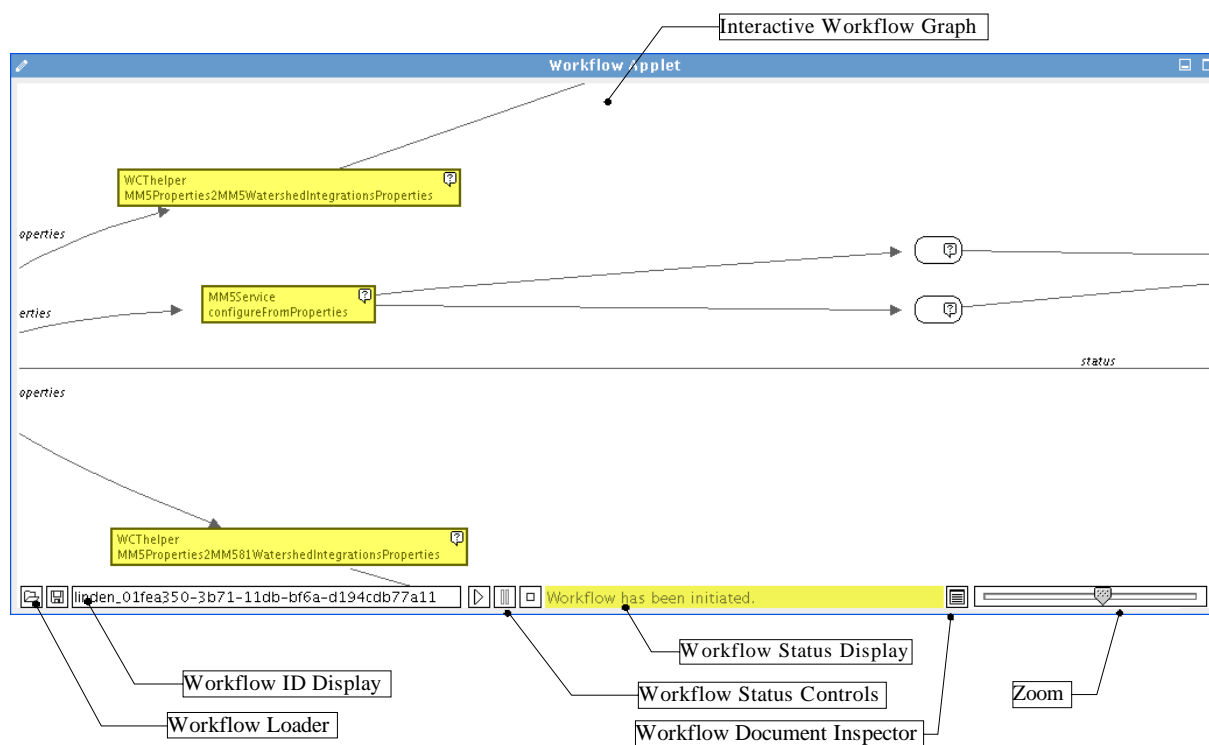 Interactive Workflow Graph
Workflow Applet
WCThelper
MM5Properties2MM5WatershedIntegrationsProperties
operties
MM5Service
configureFromProperties
erties
status
operties
WCThelper
MM5Properties2MM581WatershedIntegrationsProperties
linden_01fea350-3b71-11db-bf6a-d194cdb77a11
Workflow has been initiated.
Workflow Status Display
Workflow ID Display
Workflow Status Controls
Zoom
Workflow Loader
Workflow Document Inspector